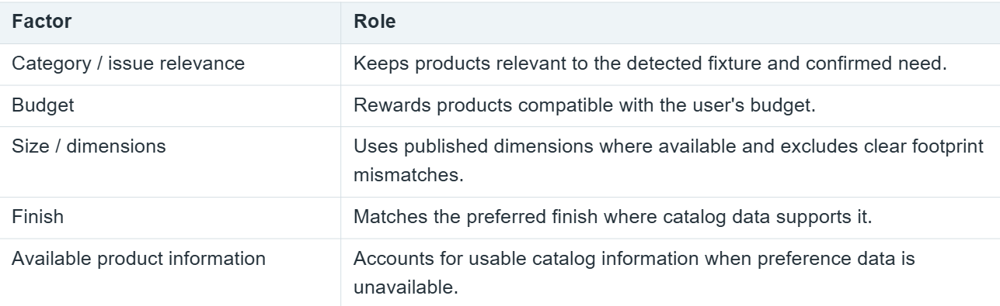 Factor Role
Category / issue relevance Keeps products relevant to the detected fixture and confirmed need.
Budget Rewards products compatible with the user's budget.
Size / dimensions Uses published dimensions where available and excludes clear footprint
mismatches.
Finish Matches the preferred finish where catalog data supports it.
Available product information Accounts for usable catalog information when preference data is
unavailable.